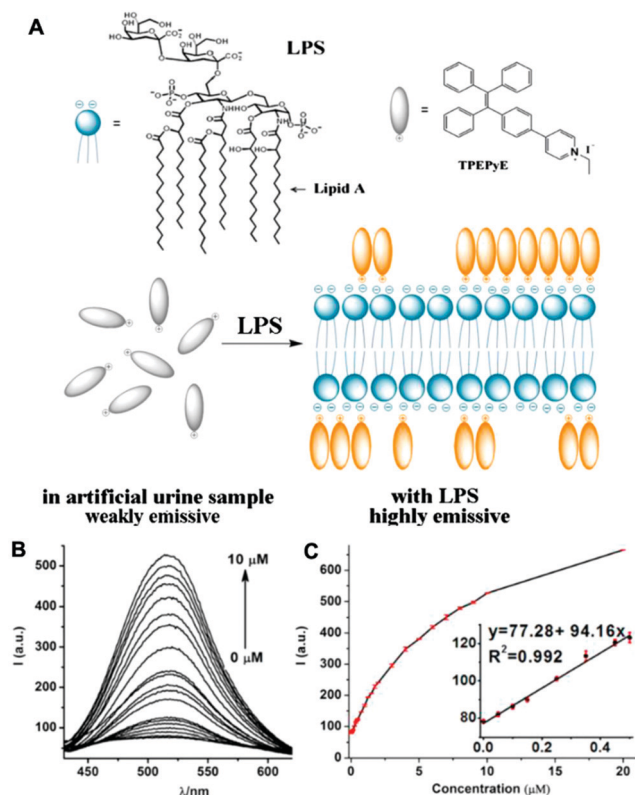 A
LPS
Lipid A
TPEPyE
LPS
in artificial urine sample
weakly emissive
with LPS
highly emissive
B
10 μM
0 μM
I (a.u.)
500
400
300
200
100
450
500
550
600
λ/nm
C
I (a.u.)
600
500
400
300
200
100
0
0
5
10
15
20
Concentration (μM)
y=77.28+ 94.16x
R²=0.992
120
100
80
0.0
0.2
0.4